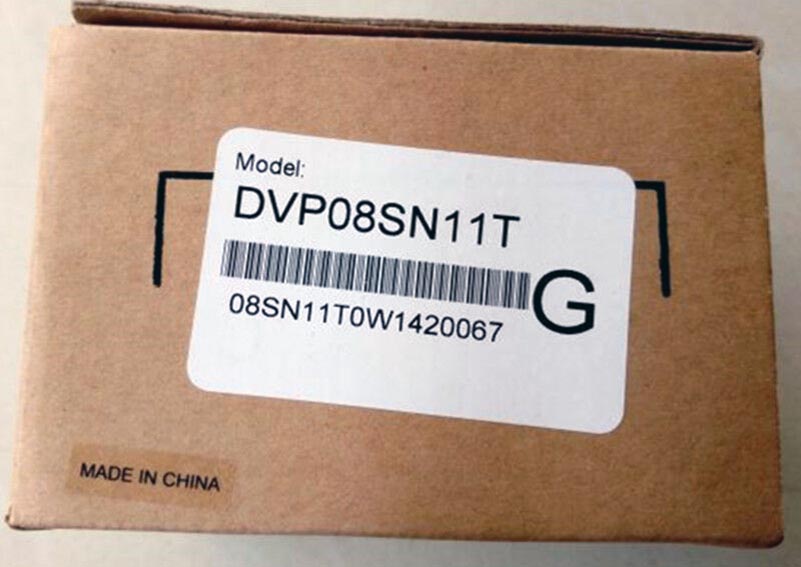 Model:
DVP08SN11T
G
08SN11T0W1420067
MADE IN CHINA